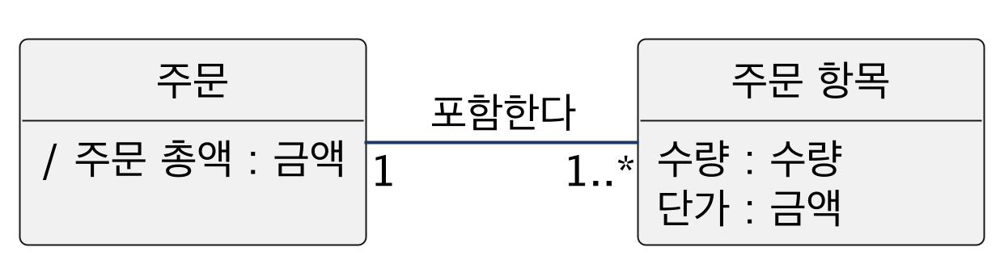 주문
/ 주문 총액 : 금액
포함한다
1
1..*
주문 항목
수량 : 수량
단가 : 금액